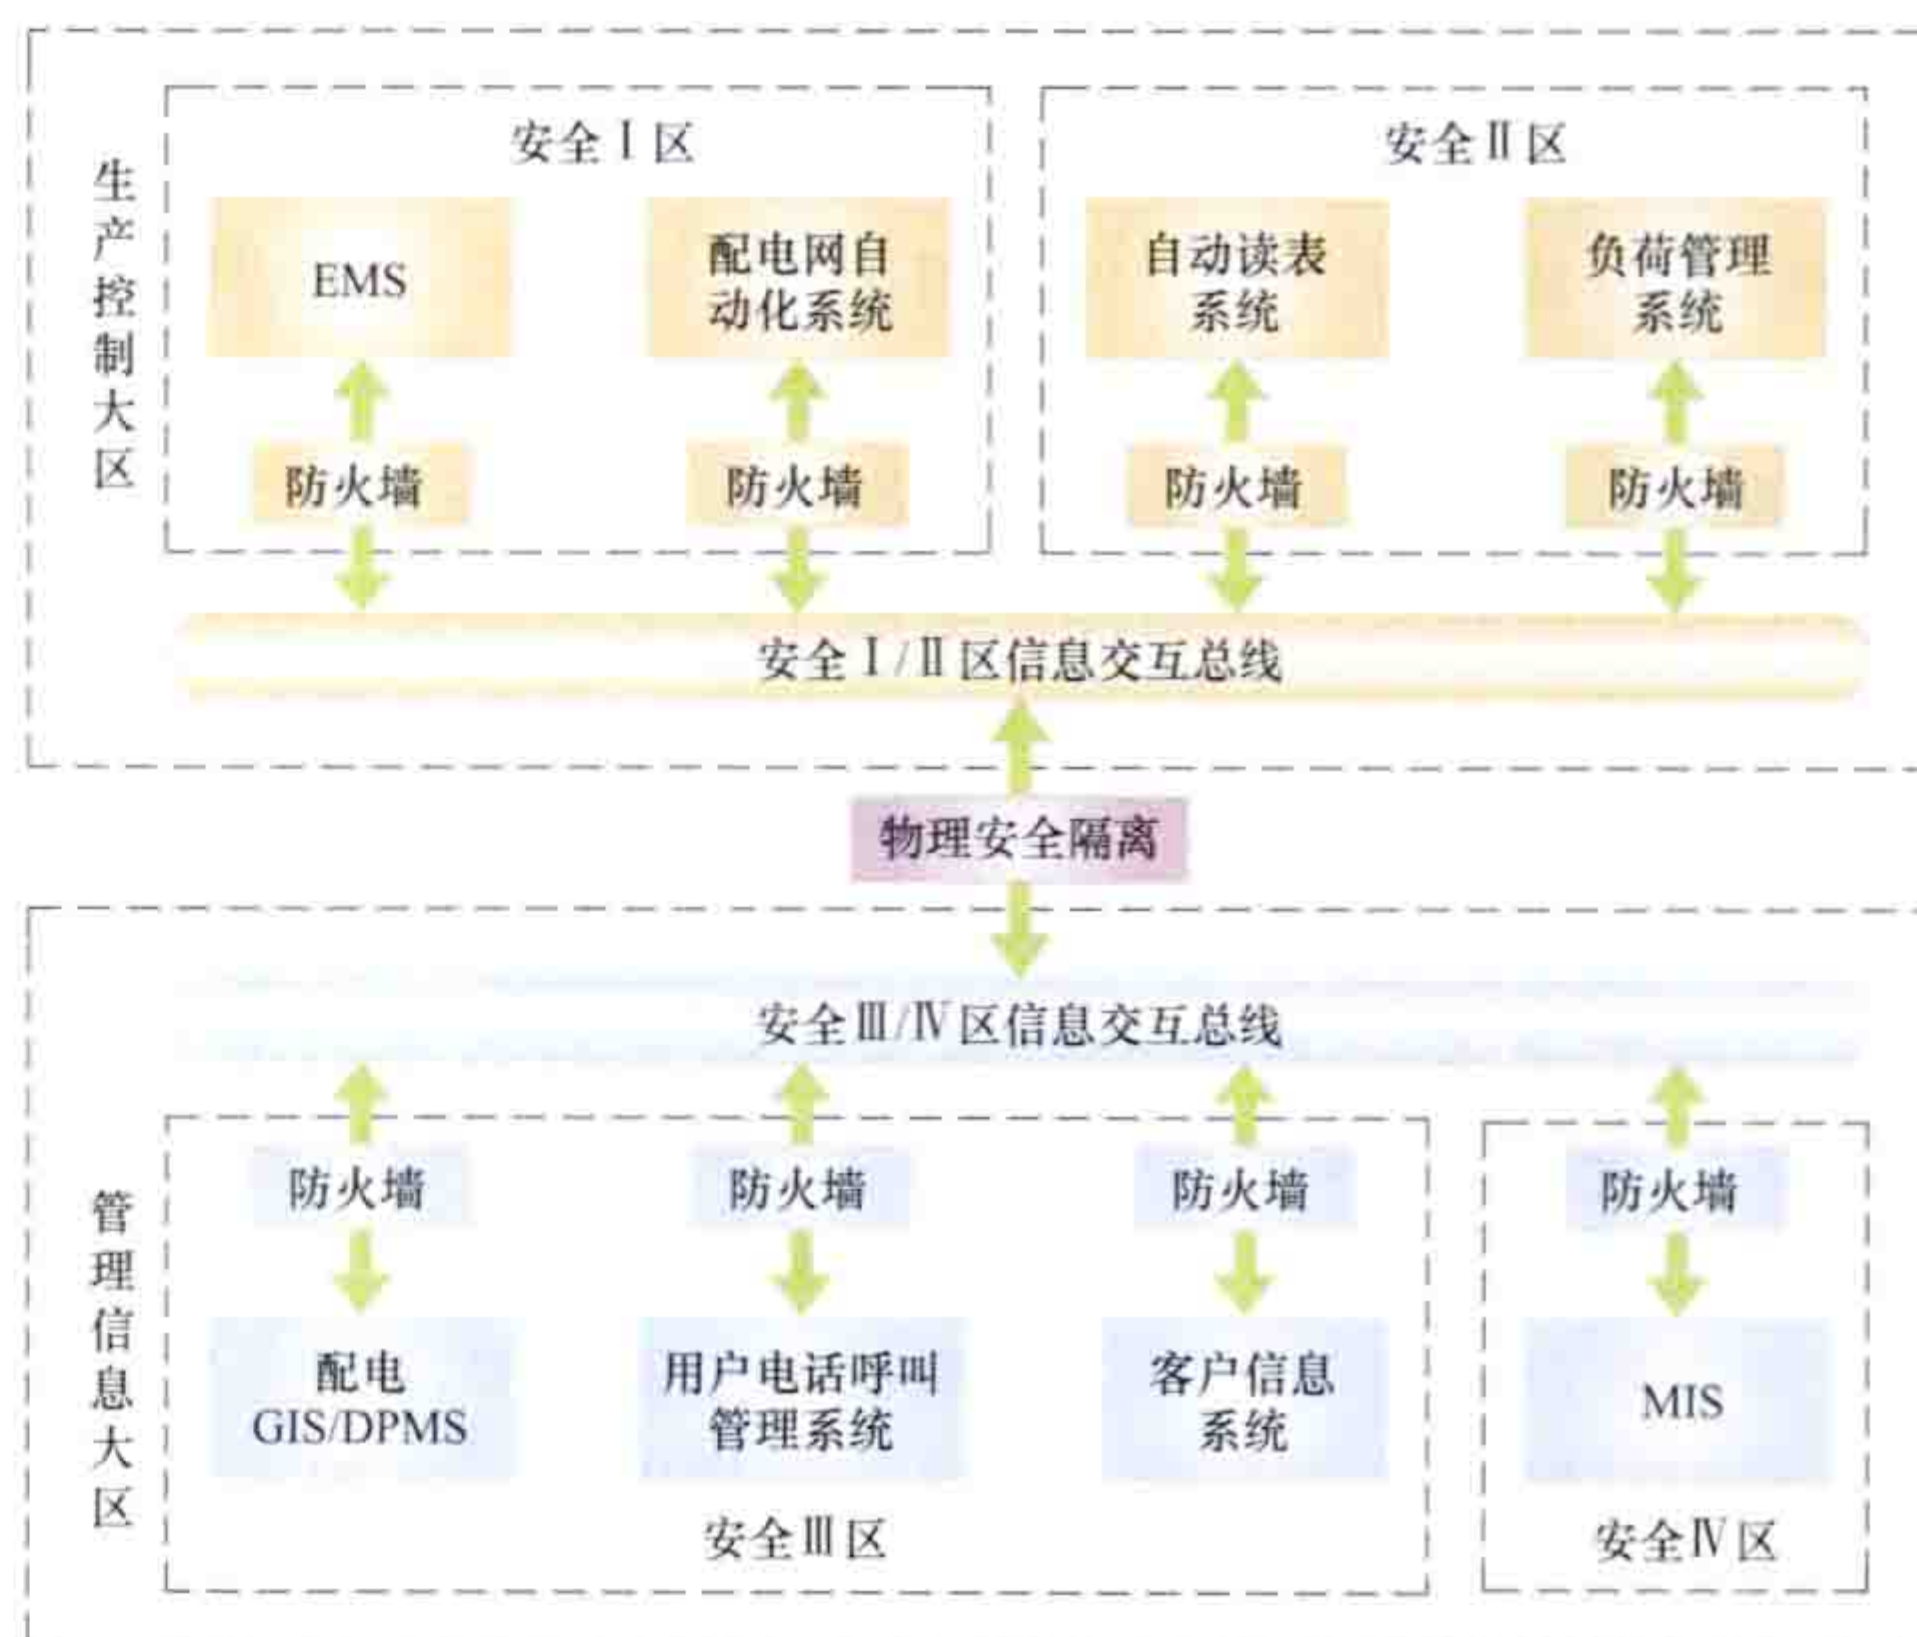 生产控制大区
安全Ⅰ区
安全Ⅱ区
EMS
配电网自
动化系统
自动读表
系统
负荷管理
系统
防火墙
防火墙
防火墙
防火墙
安全Ⅰ/Ⅱ区信息交互总线
物理安全隔离
管理信息大区
安全Ⅲ/Ⅳ区信息交互总线
防火墙
防火墙
防火墙
防火墙
配电
GIS/DPMS
用户电话呼叫
管理系统
客户信息
系统
MIS
安全Ⅲ区
安全Ⅳ区